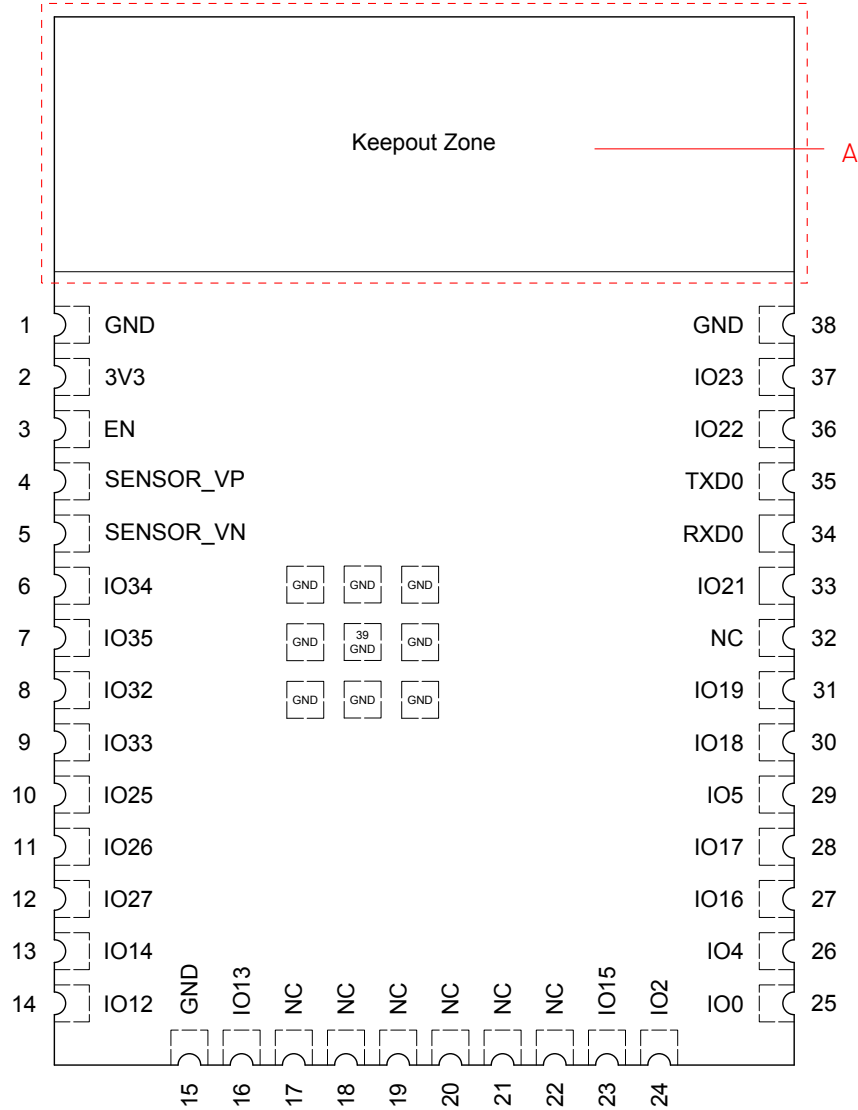 Keepout Zone
A
1 GND
2 3V3
3 EN
4 SENSOR_VP
5 SENSOR_VN
6 IO34
7 IO35
8 IO32
9 IO33
10 IO25
11 IO26
12 IO27
13 IO14
14 IO12
GND GND GND
GND 39 GND GND
GND GND GND
GND 38
IO23 37
IO22 36
TXD0 35
RXD0 34
IO21 33
NC 32
IO19 31
IO18 30
IO5 29
IO17 28
IO16 27
IO4 26
IO0 25
GND IO13 NC NC NC NC NC NC IO15 IO2
15 16 17 18 19 20 21 22 23 24